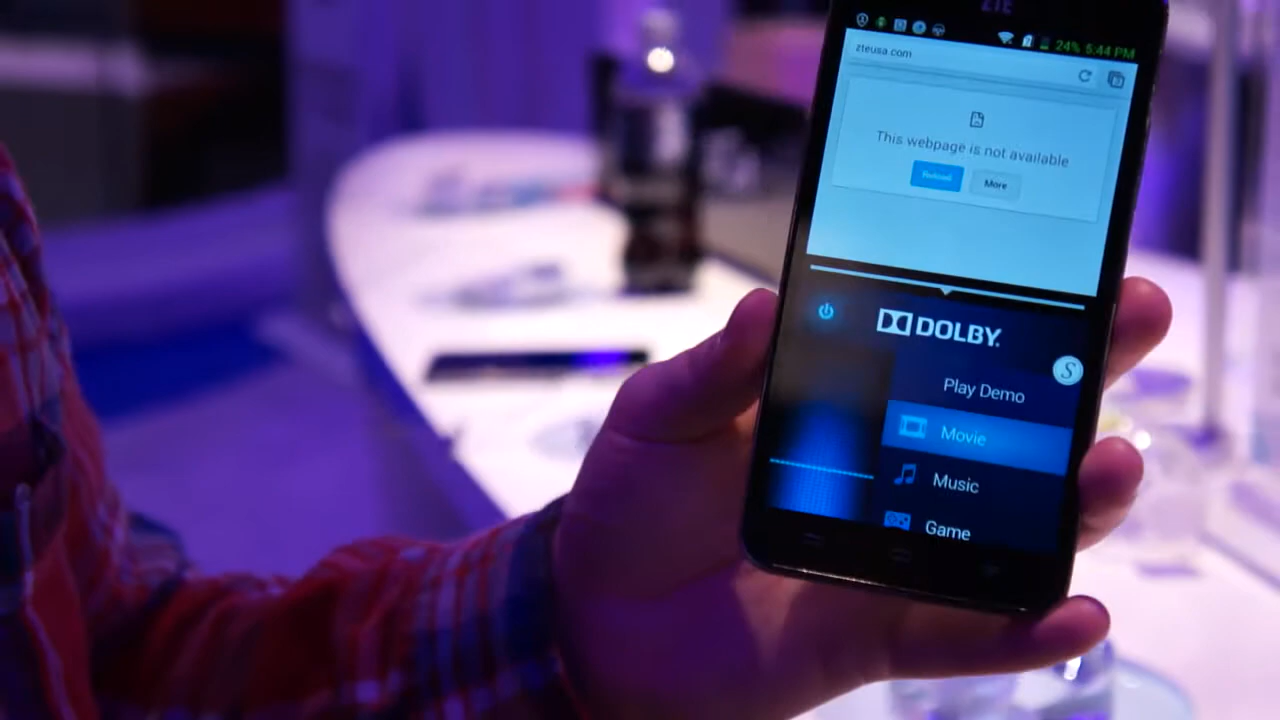 ZTE
24% 5:44 PM
zteusa.com
This webpage is not available
Reload More
DOLBY.
S
Play Demo
Movie
Music
Game